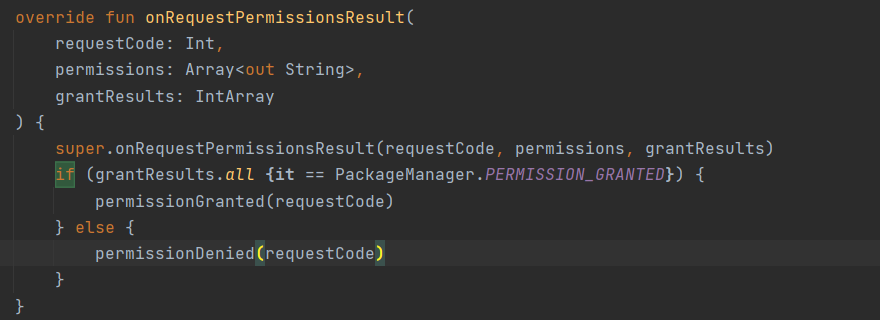 override fun onRequestPermissionsResult(
    requestCode: Int,
    permissions: Array<out String>,
    grantResults: IntArray
) {
    super.onRequestPermissionsResult(requestCode, permissions, grantResults)
    if (grantResults.all {it == PackageManager.PERMISSION_GRANTED}) {
        permissionGranted(requestCode)
    } else {
        permissionDenied(requestCode)
    }
}